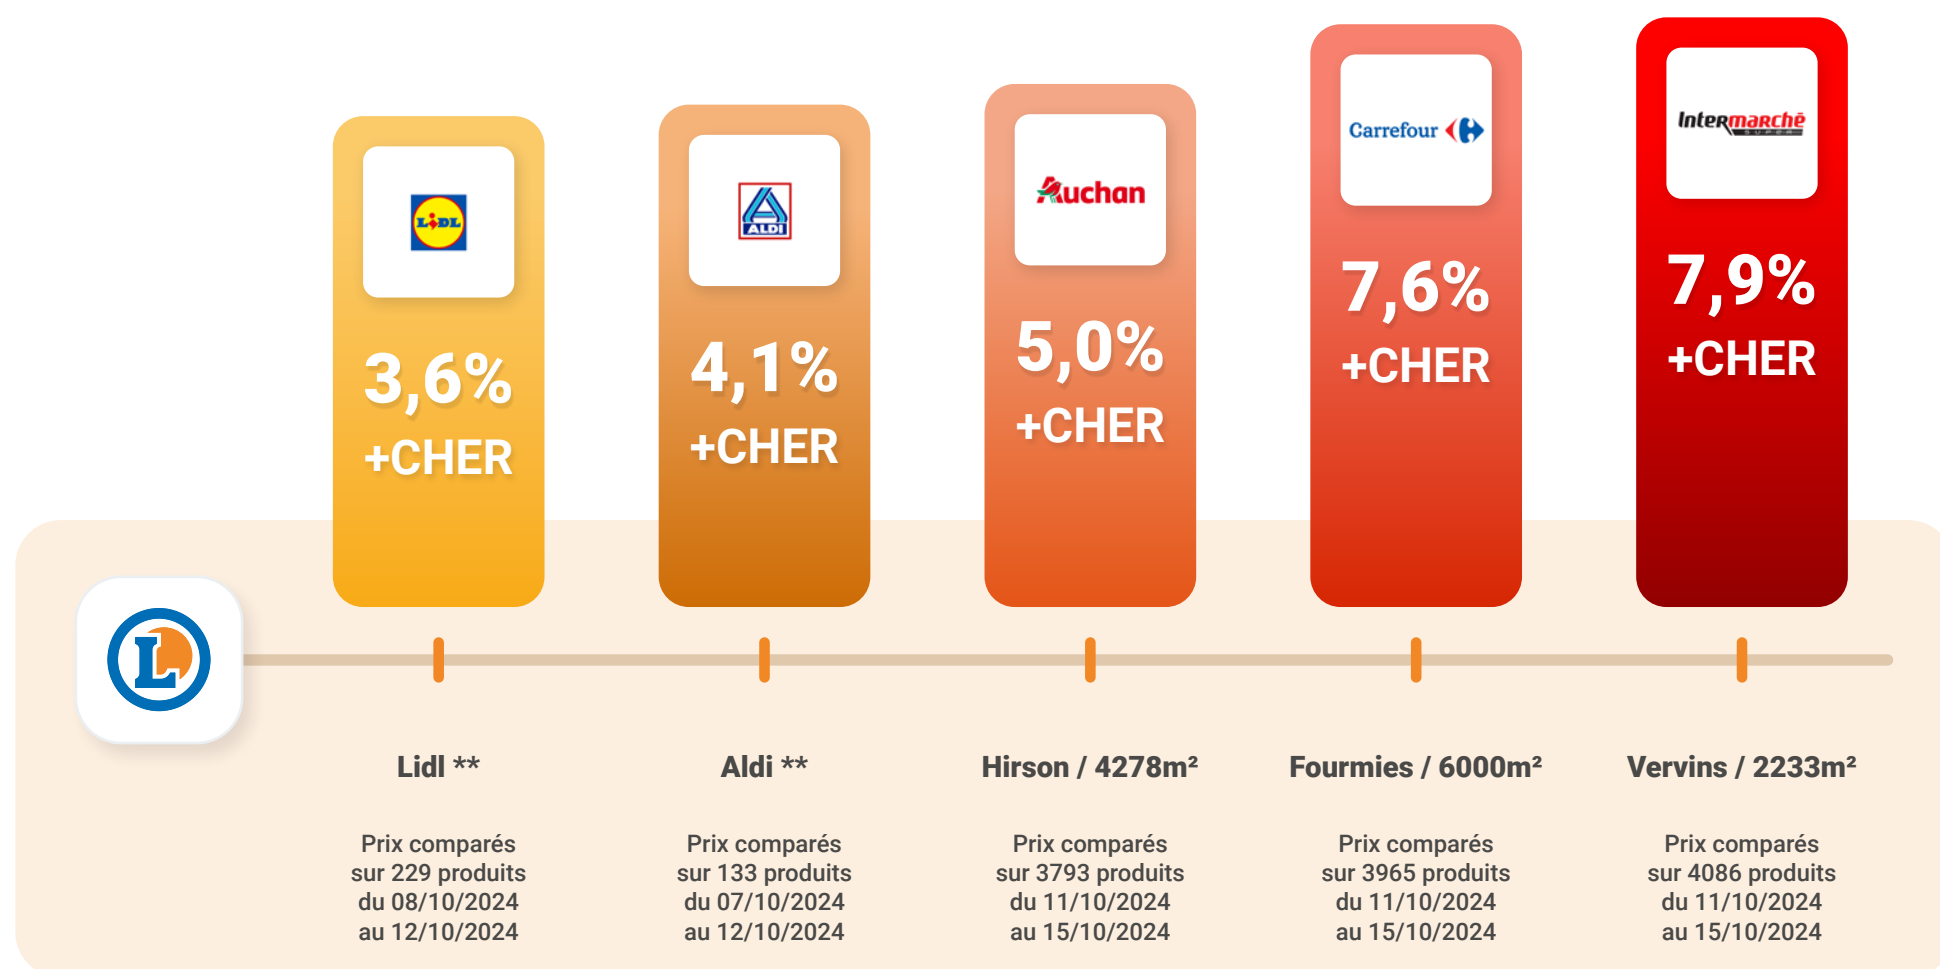 LIDL
3,6%
+CHER
ALDI
4,1%
+CHER
Auchan
5,0%
+CHER
Carrefour
7,6%
+CHER
Intermarchē
SUPER
7,9%
+CHER
L
Lidl **
Prix comparés
sur 229 produits
du 08/10/2024
au 12/10/2024
Aldi **
Prix comparés
sur 133 produits
du 07/10/2024
au 12/10/2024
Hirson / 4278m²
Prix comparés
sur 3793 produits
du 11/10/2024
au 15/10/2024
Fourmies / 6000m²
Prix comparés
sur 3965 produits
du 11/10/2024
au 15/10/2024
Vervins / 2233m²
Prix comparés
sur 4086 produits
du 11/10/2024
au 15/10/2024